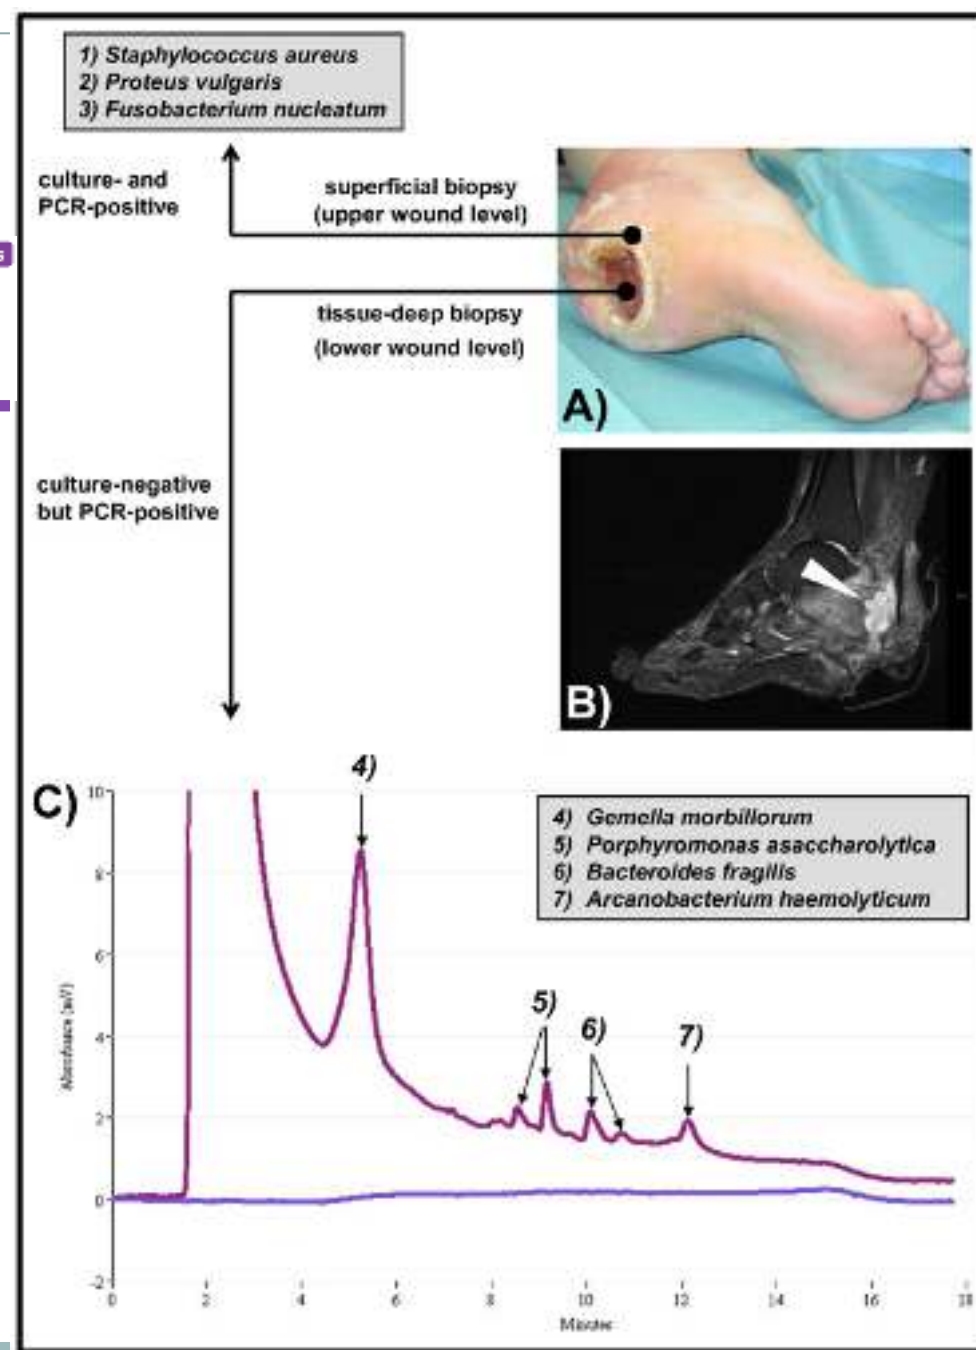 1) Staphylococcus aureus
2) Proteus vulgaris
3) Fusobacterium nucleatum
culture- and
PCR-positive
superficial biopsy
(upper wound level)
s
tissue-deep biopsy
(lower wound level)
A)
culture-negative
but PCR-positive
B)
C)
4)
4) Gemella morbillorum
5) Porphyromonas asaccharolytica
6) Bacteroides fragilis
7) Arcanobacterium haemolyticum
5)
6)
7)
10
8
6
4
2
0
-2
Absorbance (mV)
0 2 4 6 8 10 12 14 16 18
Minutes